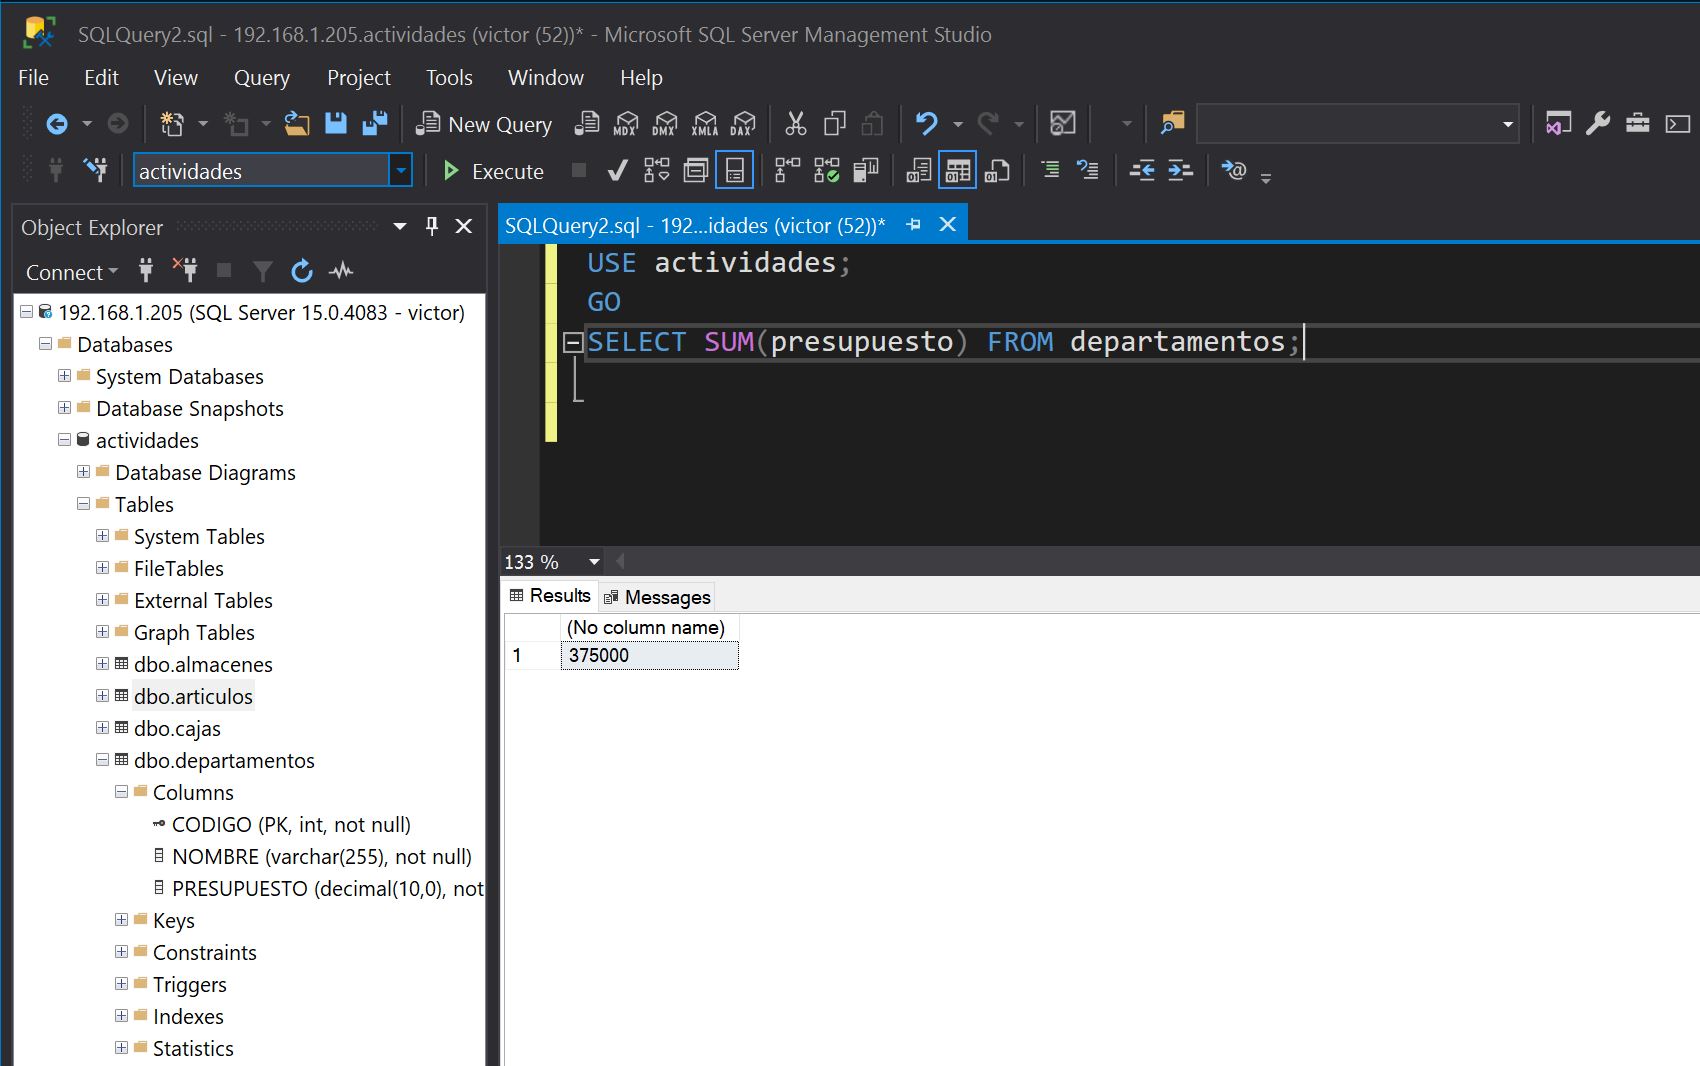 SQLQuery2.sql - 192.168.1.205.actividades (victor (52))* - Microsoft SQL Server Management Studio
File Edit View Query Project Tools Window Help
New Query MDX DMX XMLA DAX
actividades Execute
Object Explorer
Connect
192.168.1.205 (SQL Server 15.0.4083 - victor)
Databases
System Databases
Database Snapshots
actividades
Database Diagrams
Tables
System Tables
FileTables
External Tables
Graph Tables
dbo.almacenes
dbo.articulos
dbo.cajas
dbo.departamentos
Columns
CODIGO (PK, int, not null)
NOMBRE (varchar(255), not null)
PRESUPUESTO (decimal(10,0), not
Keys
Constraints
Triggers
Indexes
Statistics
SQLQuery2.sql - 192...idades (victor (52))*
USE actividades;
GO
SELECT SUM(presupuesto) FROM departamentos;
133 %
Results Messages
(No column name)
1 375000